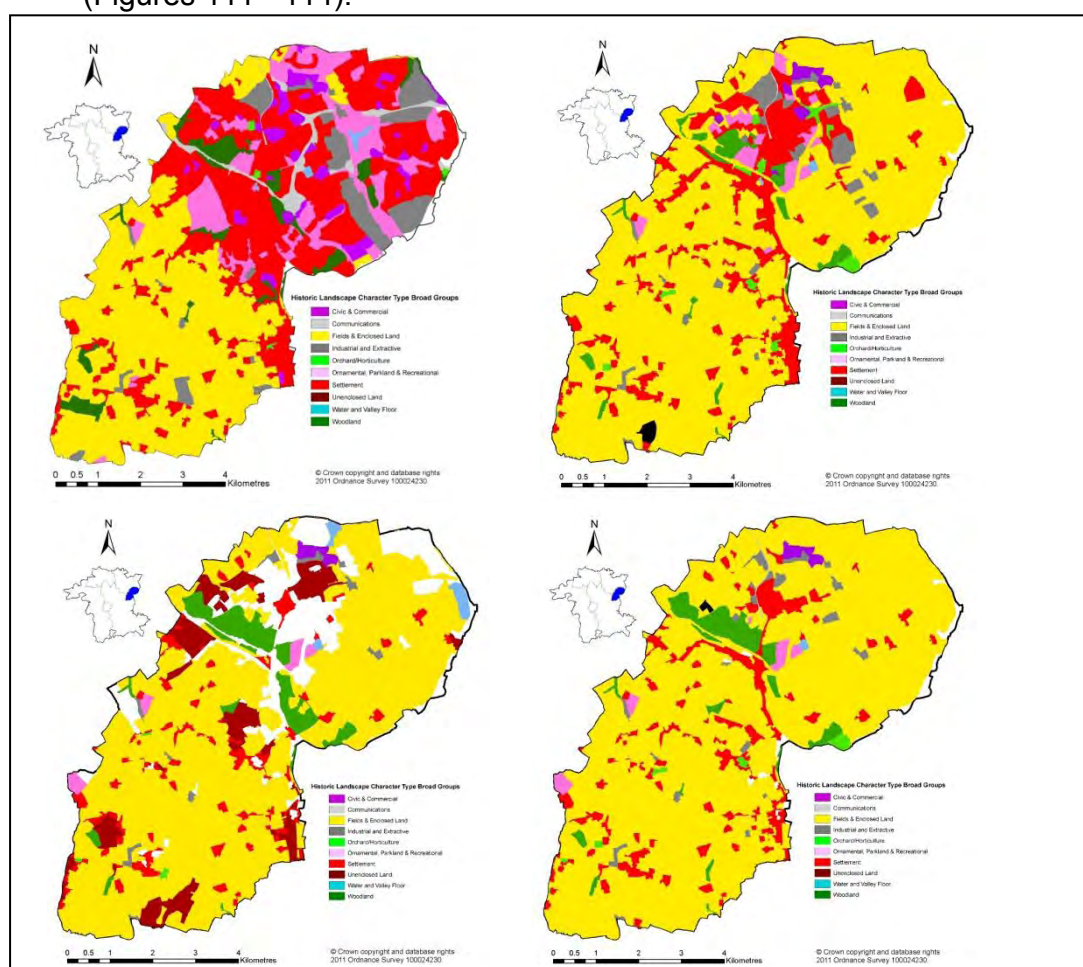 (Figures 111 - 114).
N
Historic Landscape Character Type Broad Groups
Civic & Commercial
Communications
Fields & Enclosed Land
Industrial and Extractive
Orchard/Horticulture
Ornamental, Parkland & Recreational
Settlement
Unenclosed Land
Water and Valley Floor
Woodland
0 0.5 1 2 3 4
Kilometres
© Crown copyright and database rights
2011 Ordnance Survey 100024230
N
Historic Landscape Character Type Broad Groups
Civic & Commercial
Communications
Fields & Enclosed Land
Industrial and Extractive
Orchard/Horticulture
Ornamental, Parkland & Recreational
Settlement
Unenclosed Land
Water and Valley Floor
Woodland
0 0.5 1 2 3 4
Kilometres
© Crown copyright and database rights
2011 Ordnance Survey 100024230
N
Historic Landscape Character Type Broad Groups
Civic & Commercial
Communications
Fields & Enclosed Land
Industrial and Extractive
Orchard/Horticulture
Ornamental, Parkland & Recreational
Settlement
Unenclosed Land
Water and Valley Floor
Woodland
0 0.5 1 2 3 4
Kilometres
© Crown copyright and database rights
2011 Ordnance Survey 100024230
N
Historic Landscape Character Type Broad Groups
Civic & Commercial
Communications
Fields & Enclosed Land
Industrial and Extractive
Orchard/Horticulture
Ornamental, Parkland & Recreational
Settlement
Unenclosed Land
Water and Valley Floor
Woodland
0 0.5 1 2 3 4
Kilometres
© Crown copyright and database rights
2011 Ordnance Survey 100024230